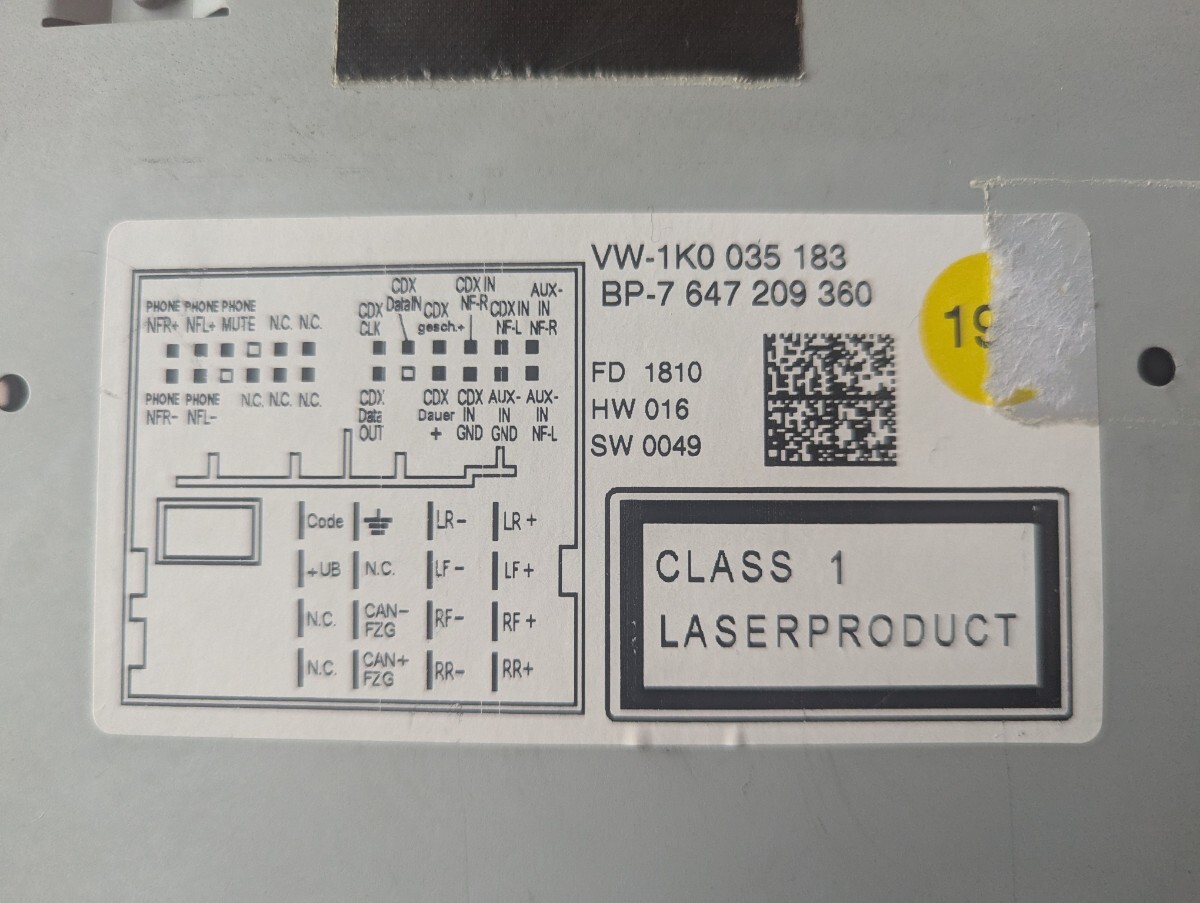 VW-1K0 035 183
BP-7 647 209 360
FD 1810
HW 016
SW 0049
19
CLASS 1
LASERPRODUCT
PHONE PHONE PHONE
NFR+ NFL+ MUTE N.C. N.C.
PHONE PHONE
NFR- NFL- N.C. N.C. N.C.
CDX CLK
CDX DataIN
CDX gesch.+
CDX IN NF-R
CDX IN NF-L
AUX-IN NF-R
CDX Data OUT
CDX Dauer +
CDX IN GND
AUX-IN GND
AUX-IN NF-L
Code LR- LR+
+UB N.C. LF- LF+
N.C. CAN- FZG RF- RF+
N.C. CAN+ FZG RR- RR+